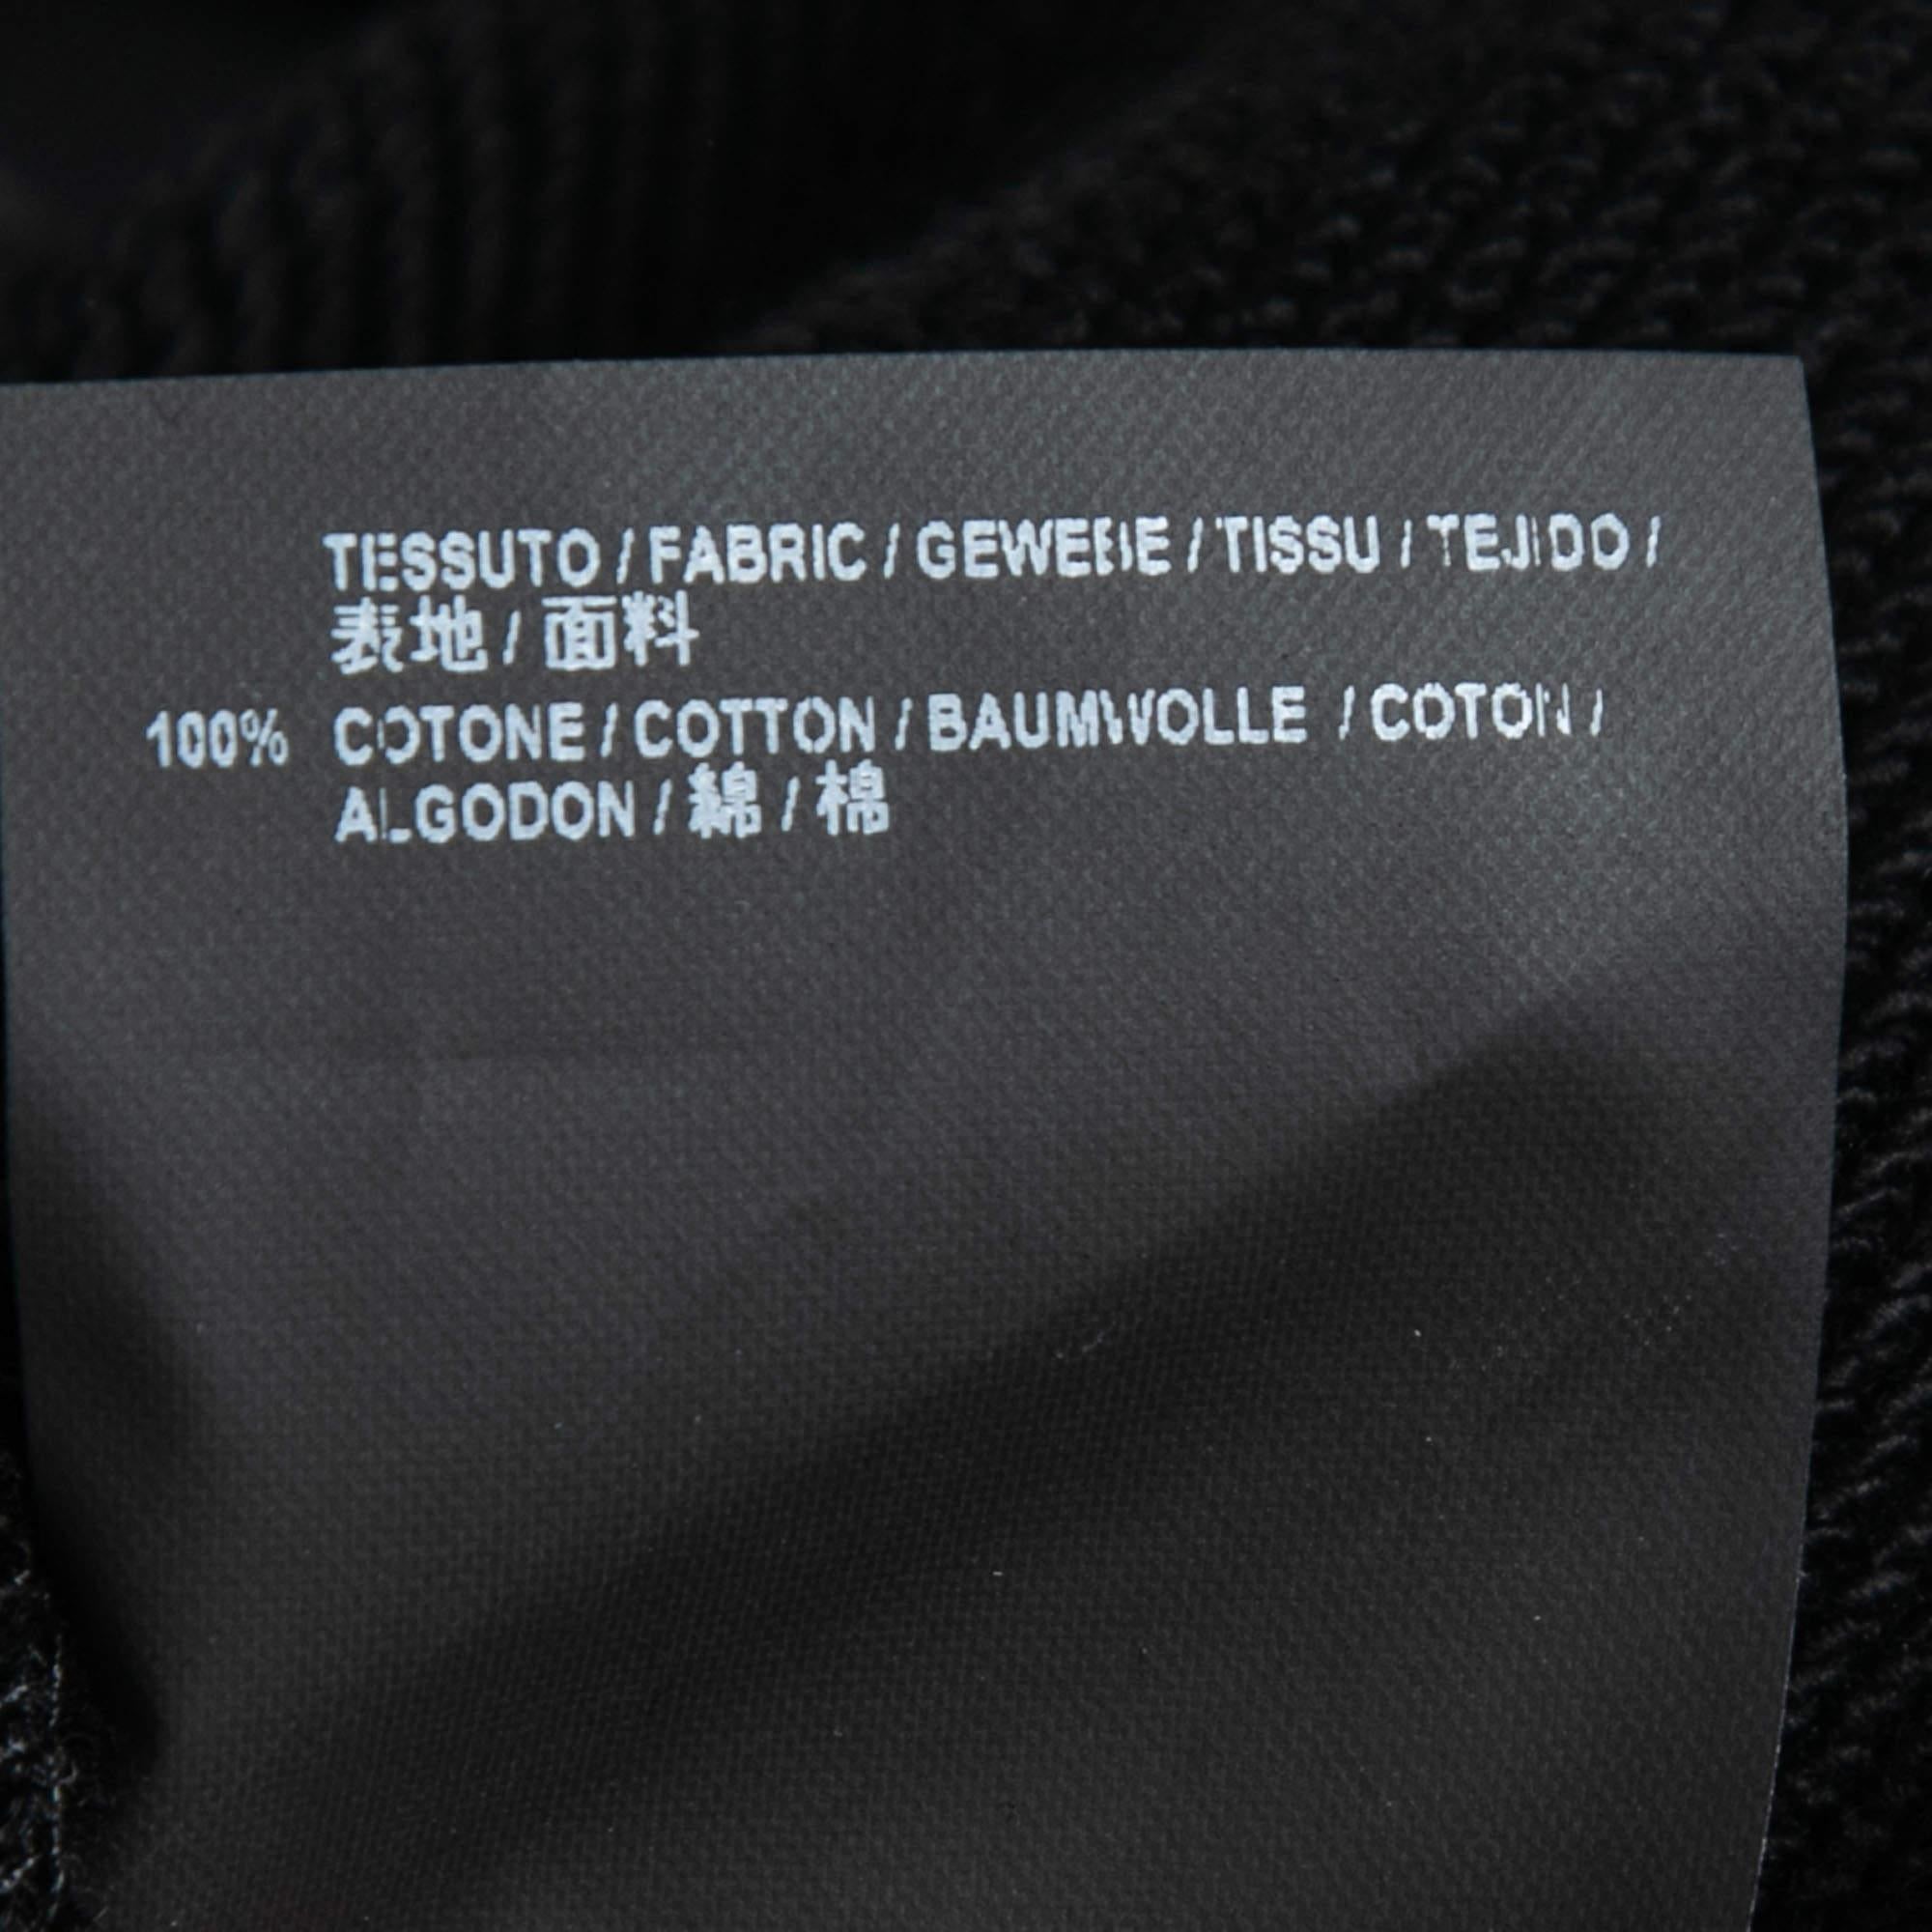 TESSUTO / FABRIC / GEWEBE / TISSU / TEJIDO /
表地 / 面料
100% COTONE / COTTON / BAUMWOLLE / COTON /
ALGODON / 綿 / 棉